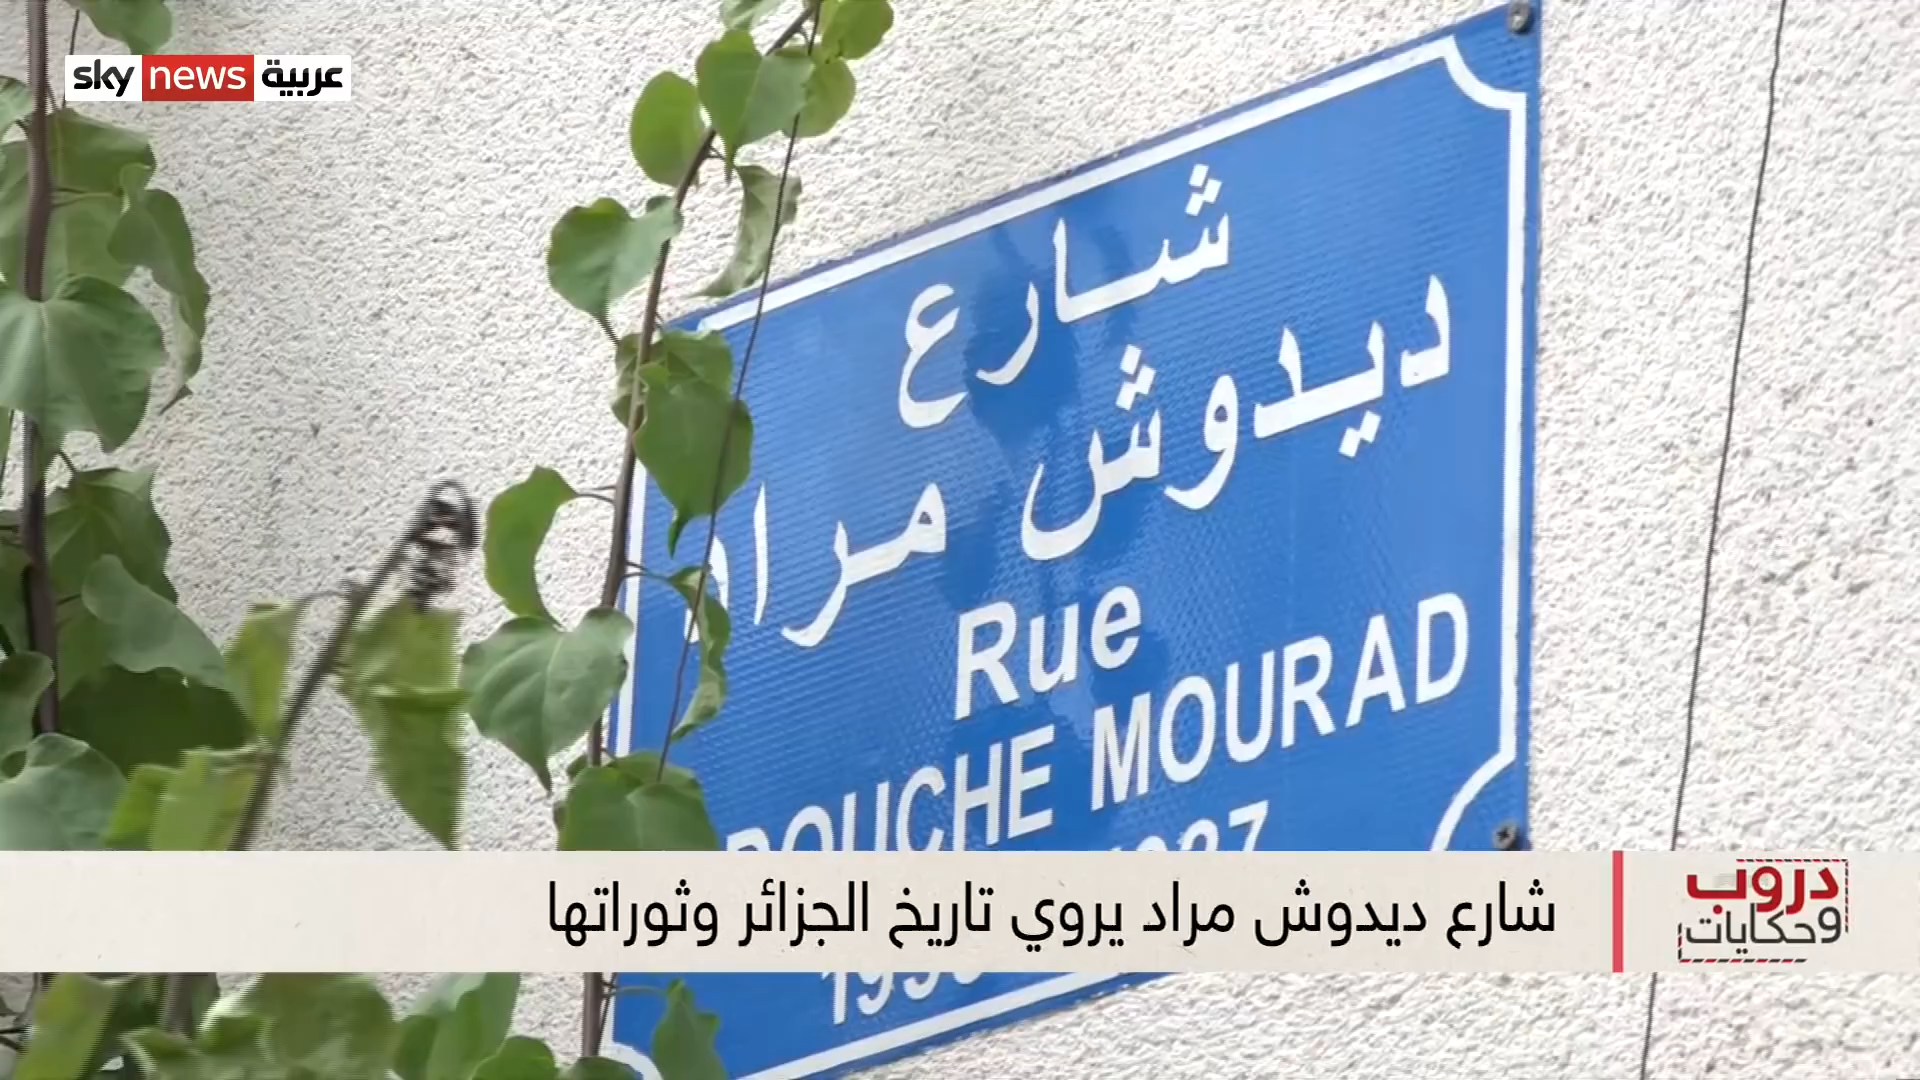 sky news عربية
شارع
ديدوش مراد
Rue
MOURAD
شارع ديدوش مراد يروي تاريخ الجزائر وثوراتها
دروب
وحكايات